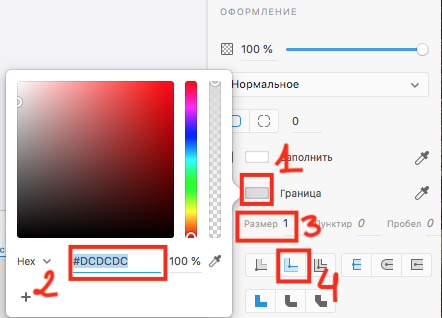 ОФОРМЛЕНИЕ
100 %
Нормальное
0
Заполнить
1
Граница
Размер 1 3 Пунктир 0 Пробел 0
Hex #DCDCDC 100 %
2
4